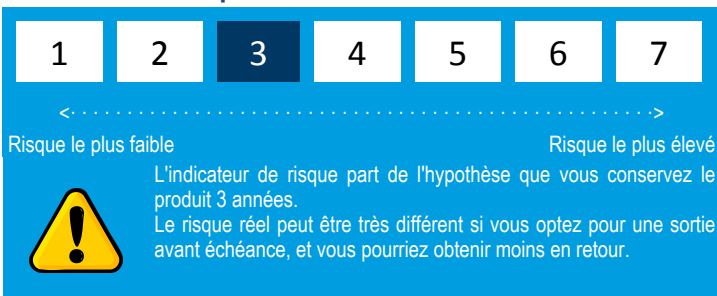 1 2 3 4 5 6 7
<· · · · · · · · · · · · · · · · · · · · · · · · · · · · · · · · · · · · · · · · · · · · · · · · · · · ·>
Risque le plus faible Risque le plus élevé
L'indicateur de risque part de l'hypothèse que vous conservez le
produit 3 années.
Le risque réel peut être très différent si vous optez pour une sortie
avant échéance, et vous pourriez obtenir moins en retour.